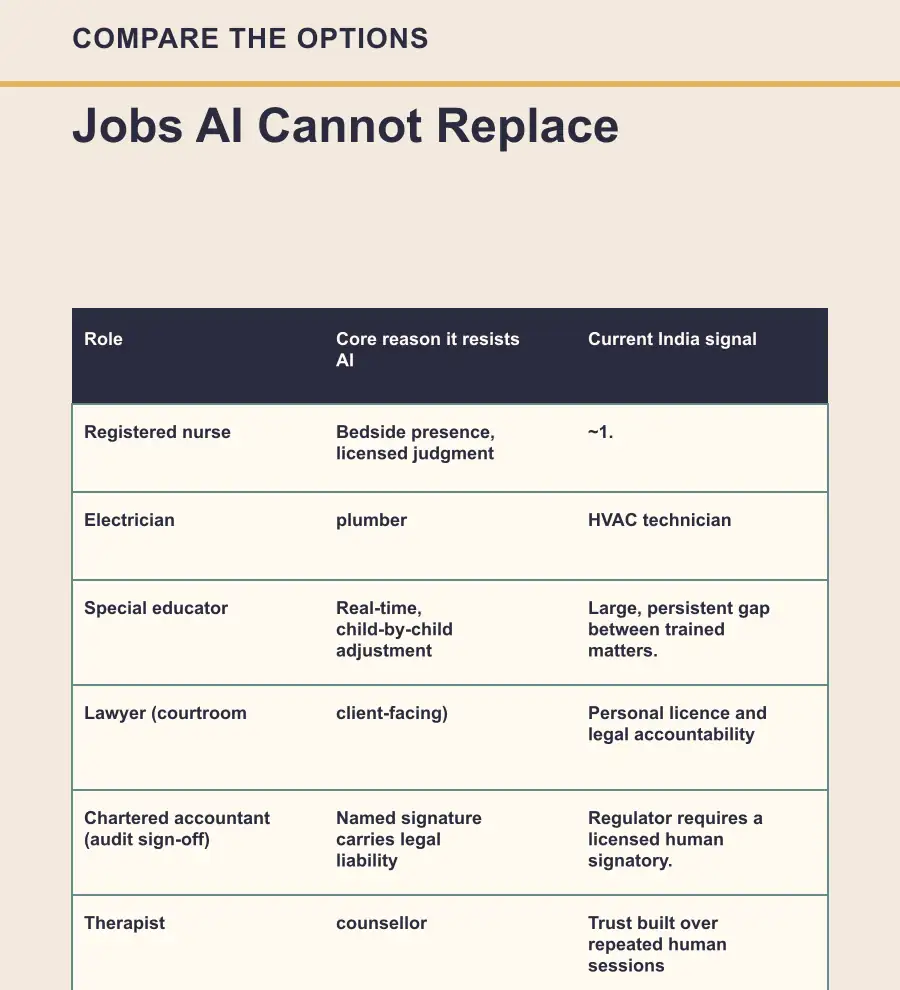 COMPARE THE OPTIONS
Jobs AI Cannot Replace
Role
Core reason it resists
AI
Current India signal
Registered nurse
Bedside presence,
licensed judgment
~1.
Electrician
plumber
HVAC technician
Special educator
Real-time,
child-by-child
adjustment
Large, persistent gap
between trained
matters.
Lawyer (courtroom
client-facing)
Personal licence and
legal accountability
Chartered accountant
(audit sign-off)
Named signature
carries legal
liability
Regulator requires a
licensed human
signatory.
Therapist
counsellor
Trust built over
repeated human
sessions